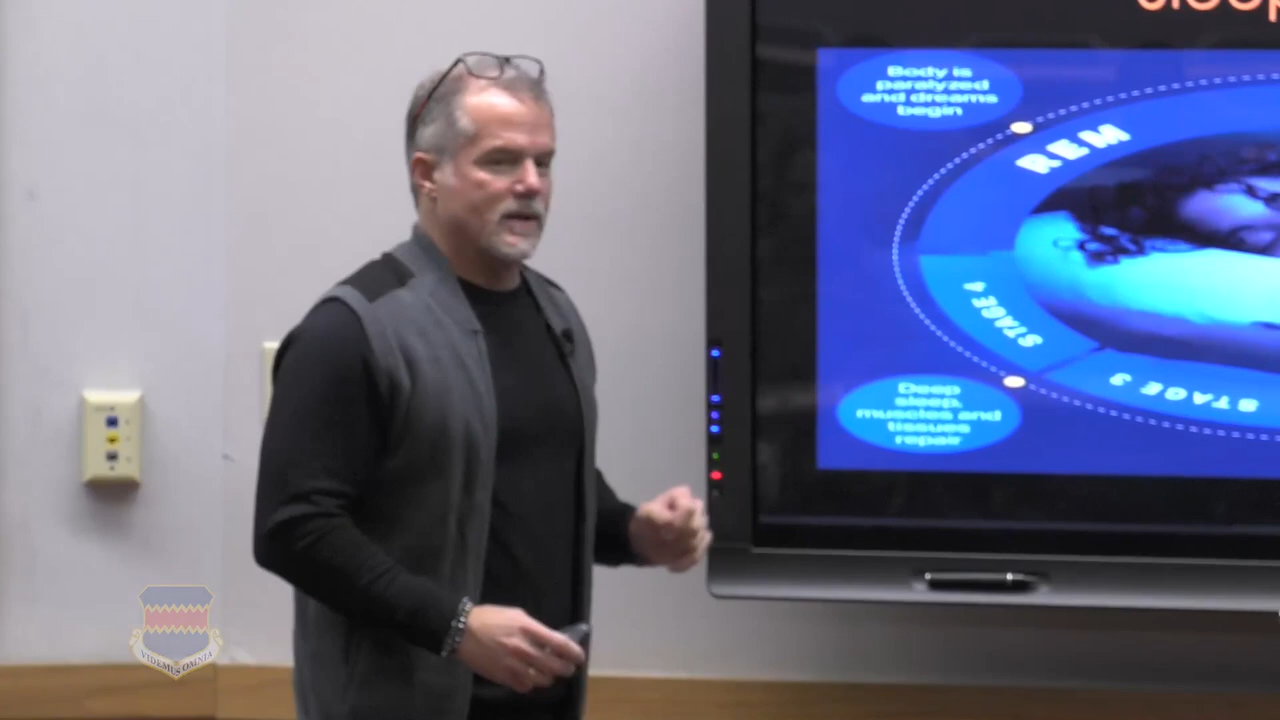 sleep
Body is
paralyzed
and dreams
begin
REM
STAGE 4
STAGE 3
Deep
sleep,
muscles and
tissues
repair
VIDEMUS OMNIA